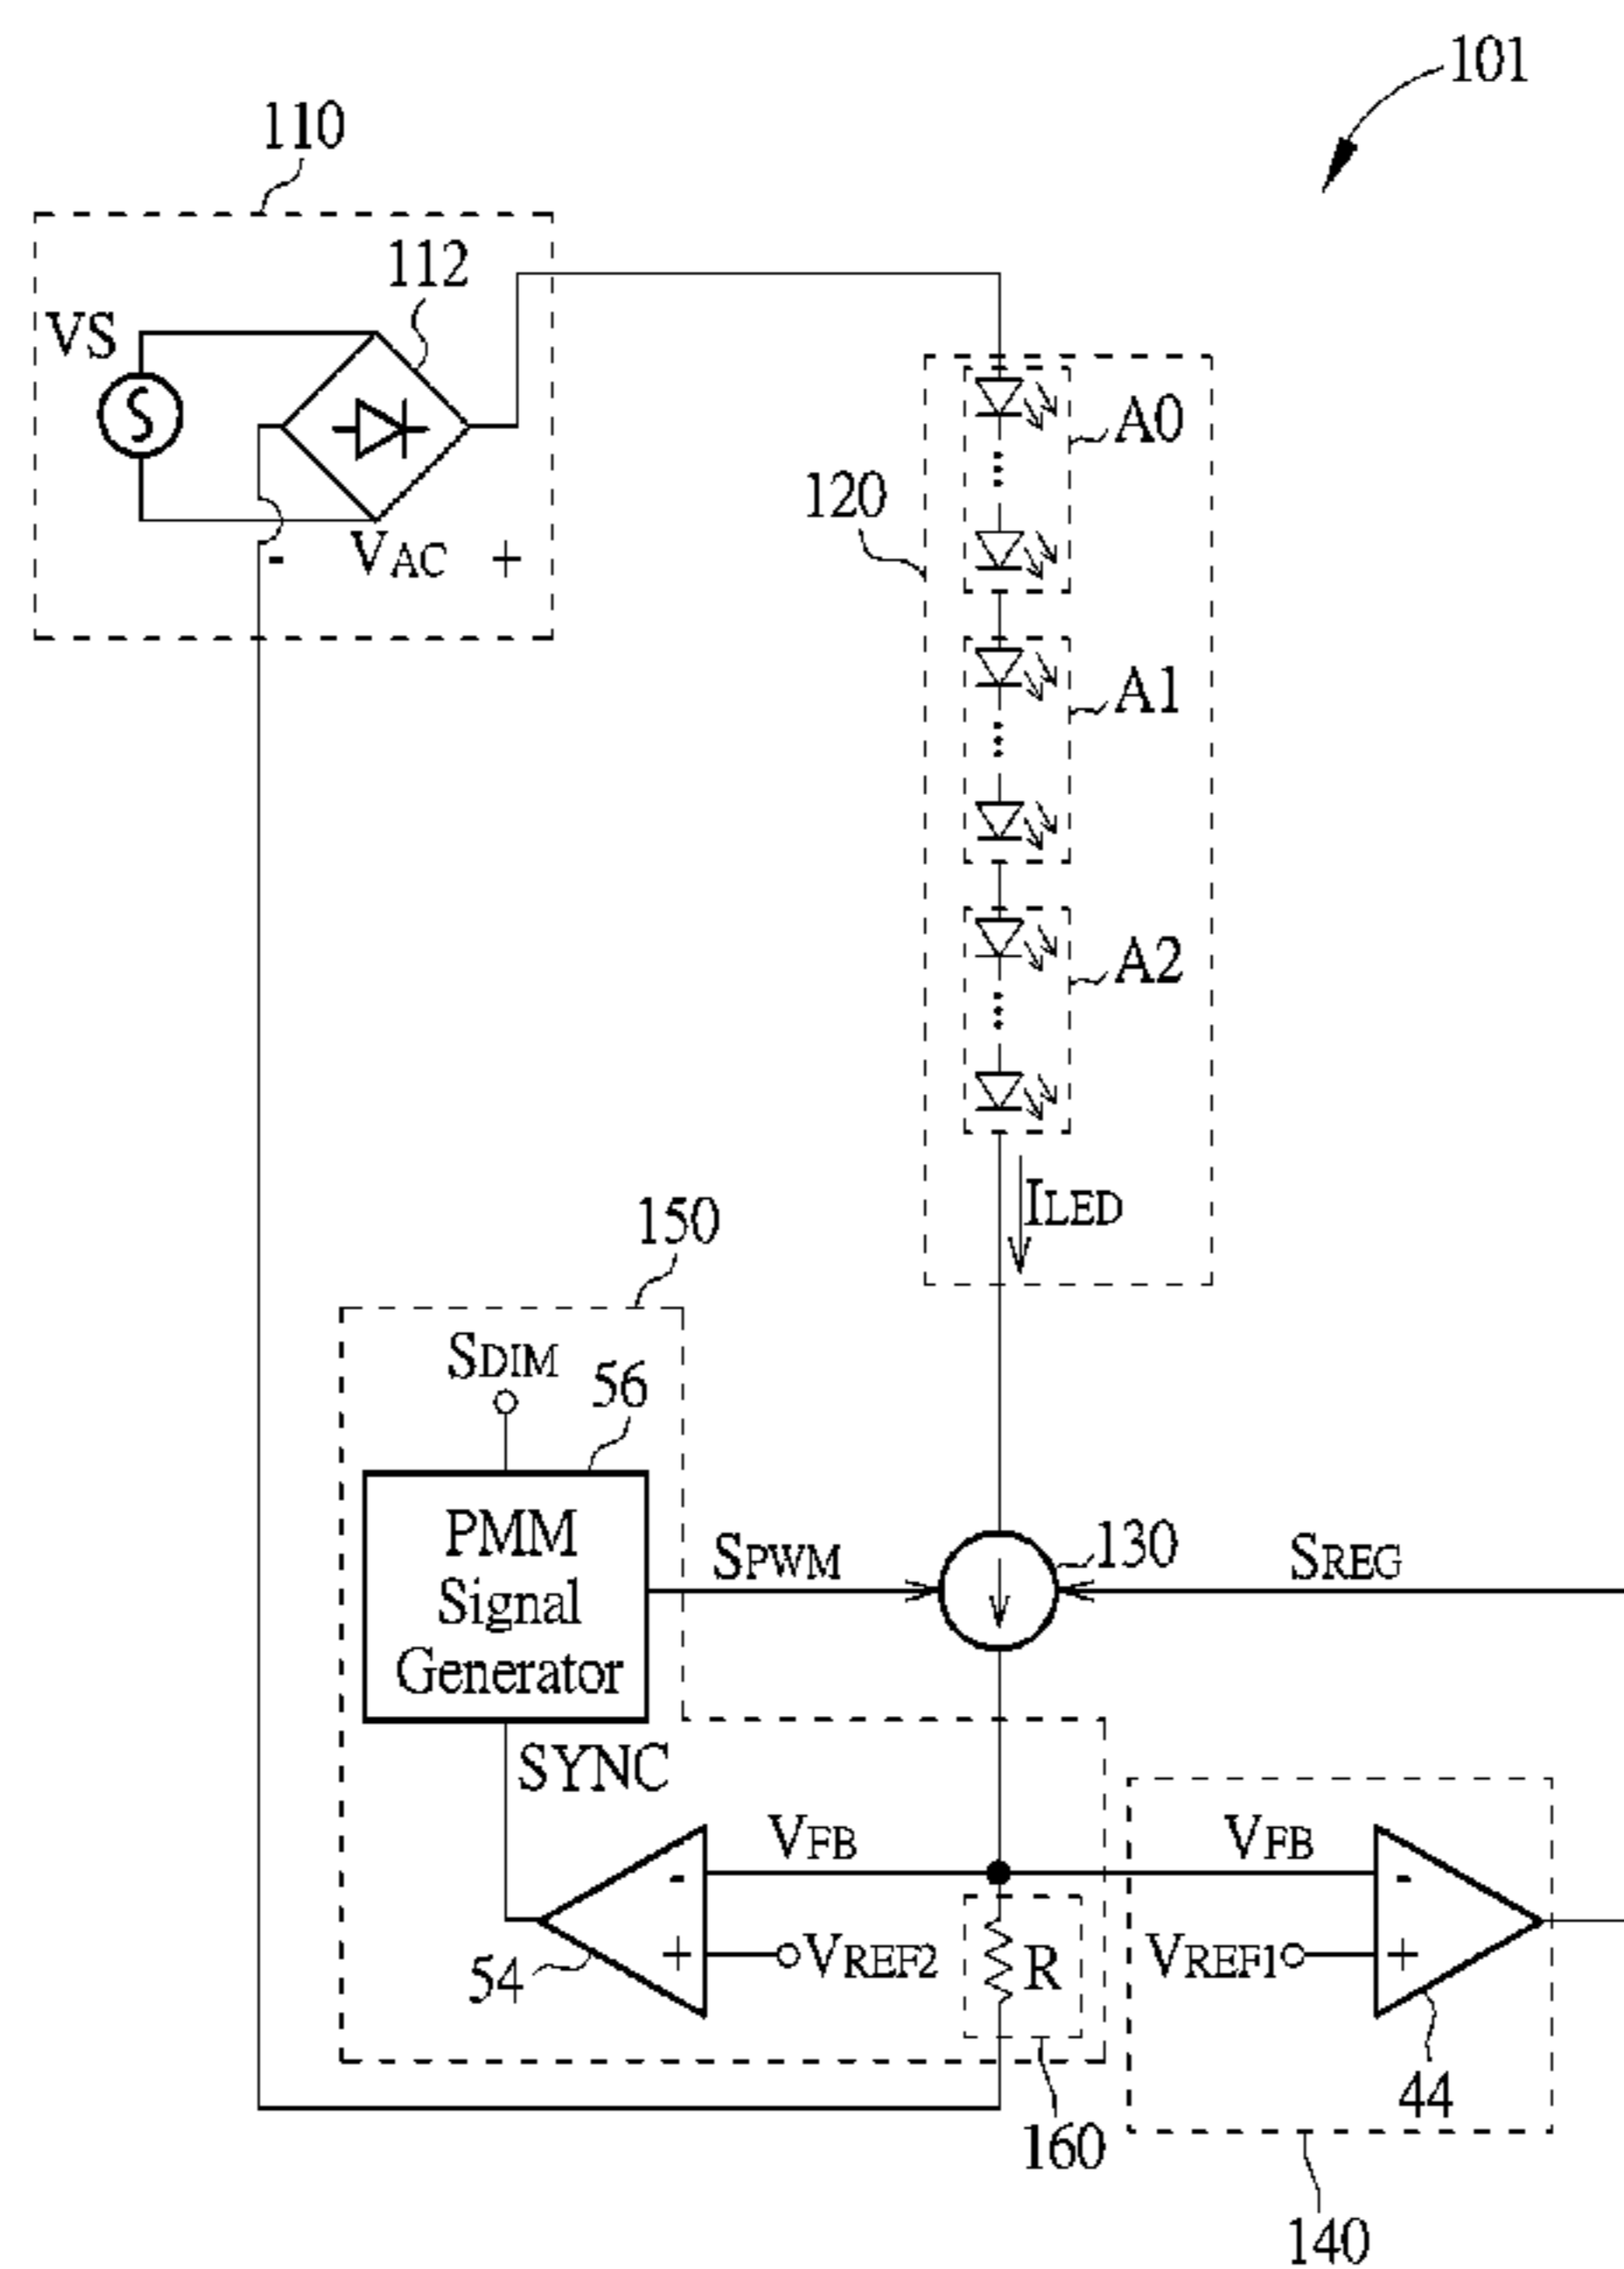 101
110
112
VS
- VAC +
A0
120
A1
A2
ILED
150
SDIM
56
PMM
Signal
Generator
SPWM
130
SREG
SYNC
VFB
VFB
-
-
+
VREF2
R
VREF1
+
54
44
160
140